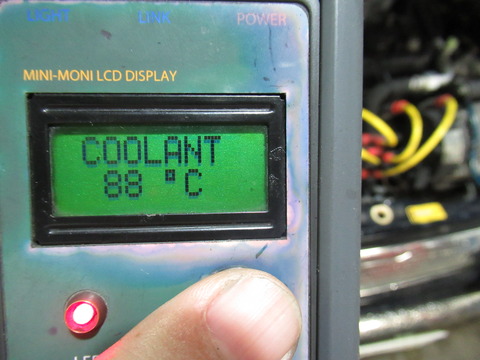 LIGHT LINK POWER
MINI-MONI LCD DISPLAY
COOLANT
88 °C